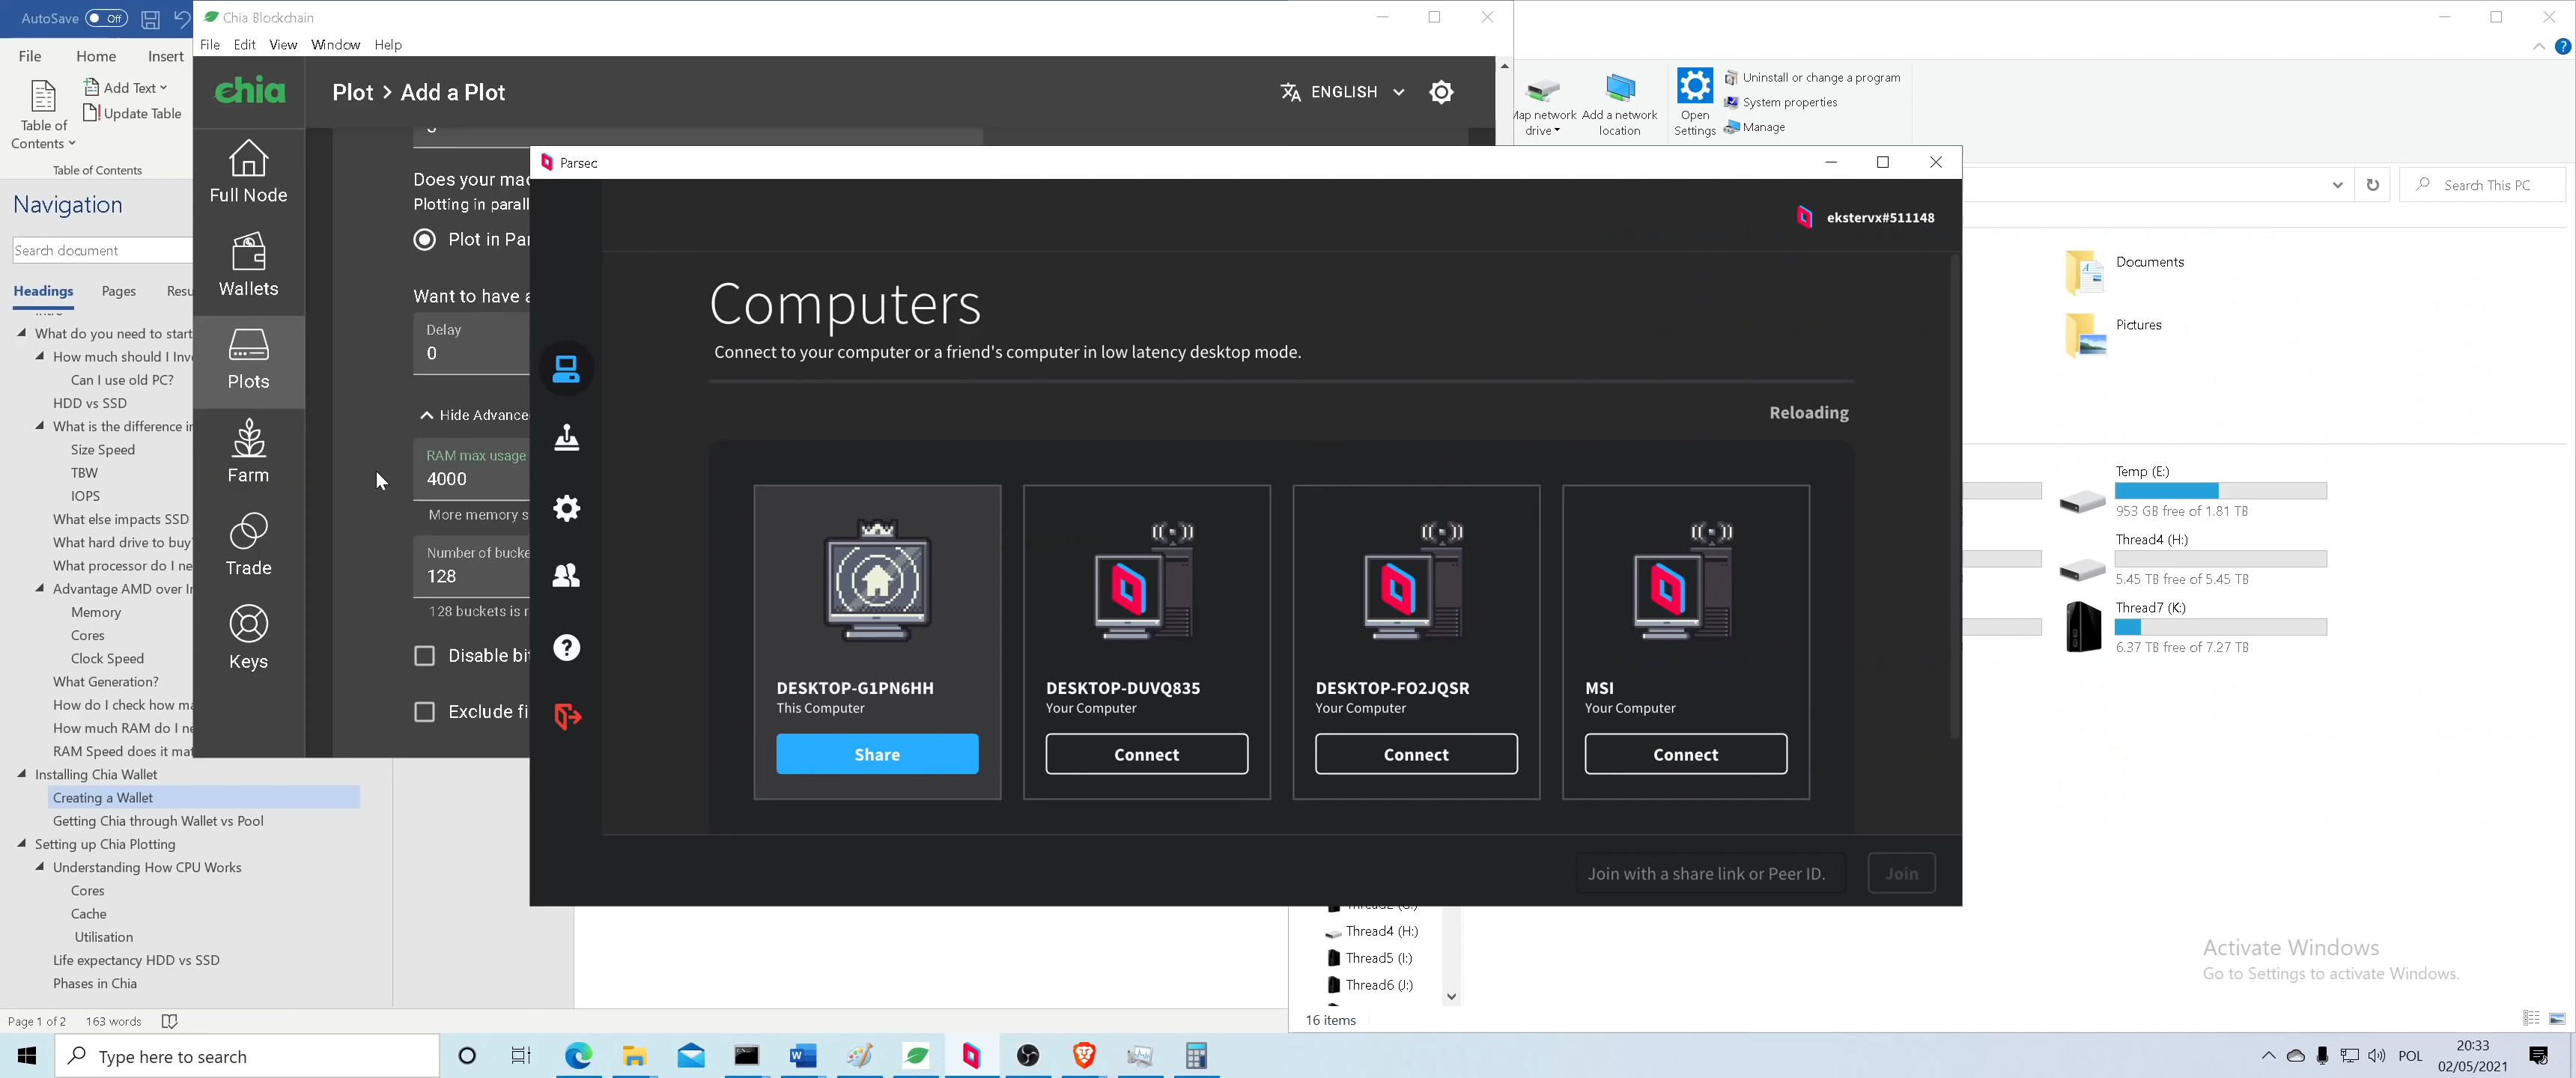 AutoSave Off
File Home Insert
Table of Contents
Add Text
Update Table
Table of Contents
Navigation
Search document
Headings Pages Resu
What do you need to start
How much should I Inv
Can I use old PC?
HDD vs SSD
What is the difference in
Size Speed
TBW
IOPS
What else impacts SSD
What hard drive to buy
What processor do I ne
Advantage AMD over In
Memory
Cores
Clock Speed
What Generation?
How do I check how ma
How much RAM do I ne
RAM Speed does it mat
Installing Chia Wallet
Creating a Wallet
Getting Chia through Wallet vs Pool
Setting up Chia Plotting
Understanding How CPU Works
Cores
Cache
Utilisation
Life expectancy HDD vs SSD
Phases in Chia
Page 1 of 2 163 words
Chia Blockchain
File Edit View Window Help
chia
Plot > Add a Plot
ENGLISH
Full Node
Wallets
Plots
Farm
Trade
Keys
Does your mac
Plotting in parall
Plot in Par
Want to have a
Delay
0
Hide Advance
RAM max usage
4000
More memory s
Number of bucke
128
128 buckets is r
Disable bit
Exclude fi
Parsec
ekstervx#511148
Computers
Connect to your computer or a friend's computer in low latency desktop mode.
Reloading
DESKTOP-G1PN6HH
This Computer
Share
DESKTOP-DUVQ835
Your Computer
Connect
DESKTOP-FO2JQSR
Your Computer
Connect
MSI
Your Computer
Connect
Join with a share link or Peer ID.
Join
Map network drive
Add a network location
Open Settings
Uninstall or change a program
System properties
Manage
Search This PC
Documents
Pictures
Temp (E:)
953 GB free of 1.81 TB
Thread4 (H:)
5.45 TB free of 5.45 TB
Thread7 (K:)
6.37 TB free of 7.27 TB
Thread4 (H:)
Thread5 (I:)
Thread6 (J:)
16 items
Activate Windows
Go to Settings to activate Windows.
Type here to search
POL
20:33
02/05/2021